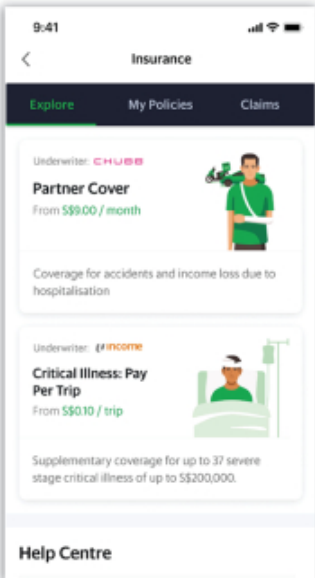 9:41
Insurance
Explore My Policies Claims
Underwriter: CHUBB
Partner Cover
From S$9.00 / month
Coverage for accidents and income loss due to
hospitalisation
Underwriter: income
Critical Illness: Pay
Per Trip
From S$0.10 / trip
Supplementary coverage for up to 37 severe
stage critical illness of up to S$200,000.
Help Centre